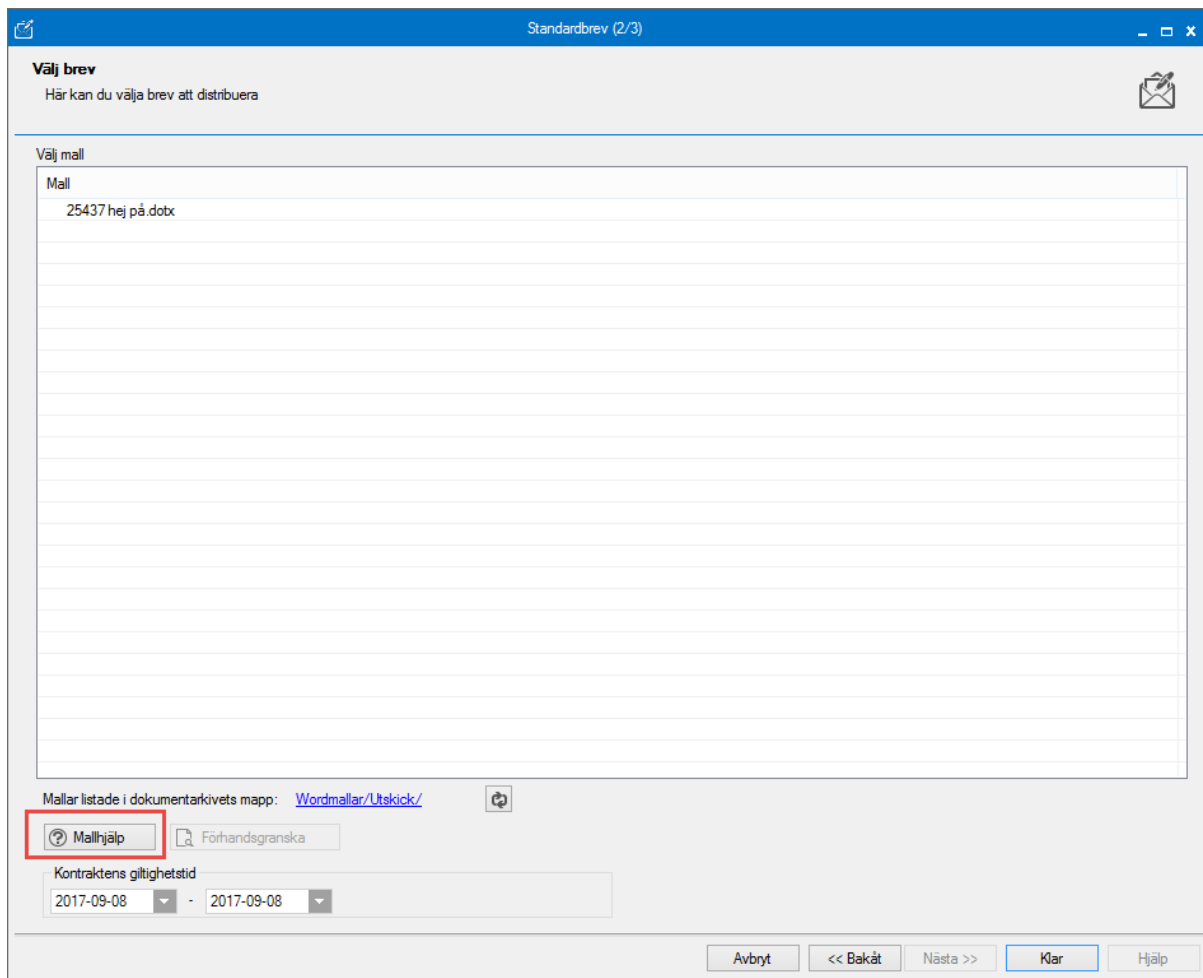 Standardbrev (2/3)
Välj brev
Här kan du välja brev att distribuera
Välj mall
Mall
25437 hej på.dotx
Mallar listade i dokumentarkivets mapp: Wordmallar/Utskick/
Mallhjälp Förhandsgranska
Kontraktens giltighetstid
2017-09-08 - 2017-09-08
Avbryt << Bakåt Nästa >> Klar Hjälp